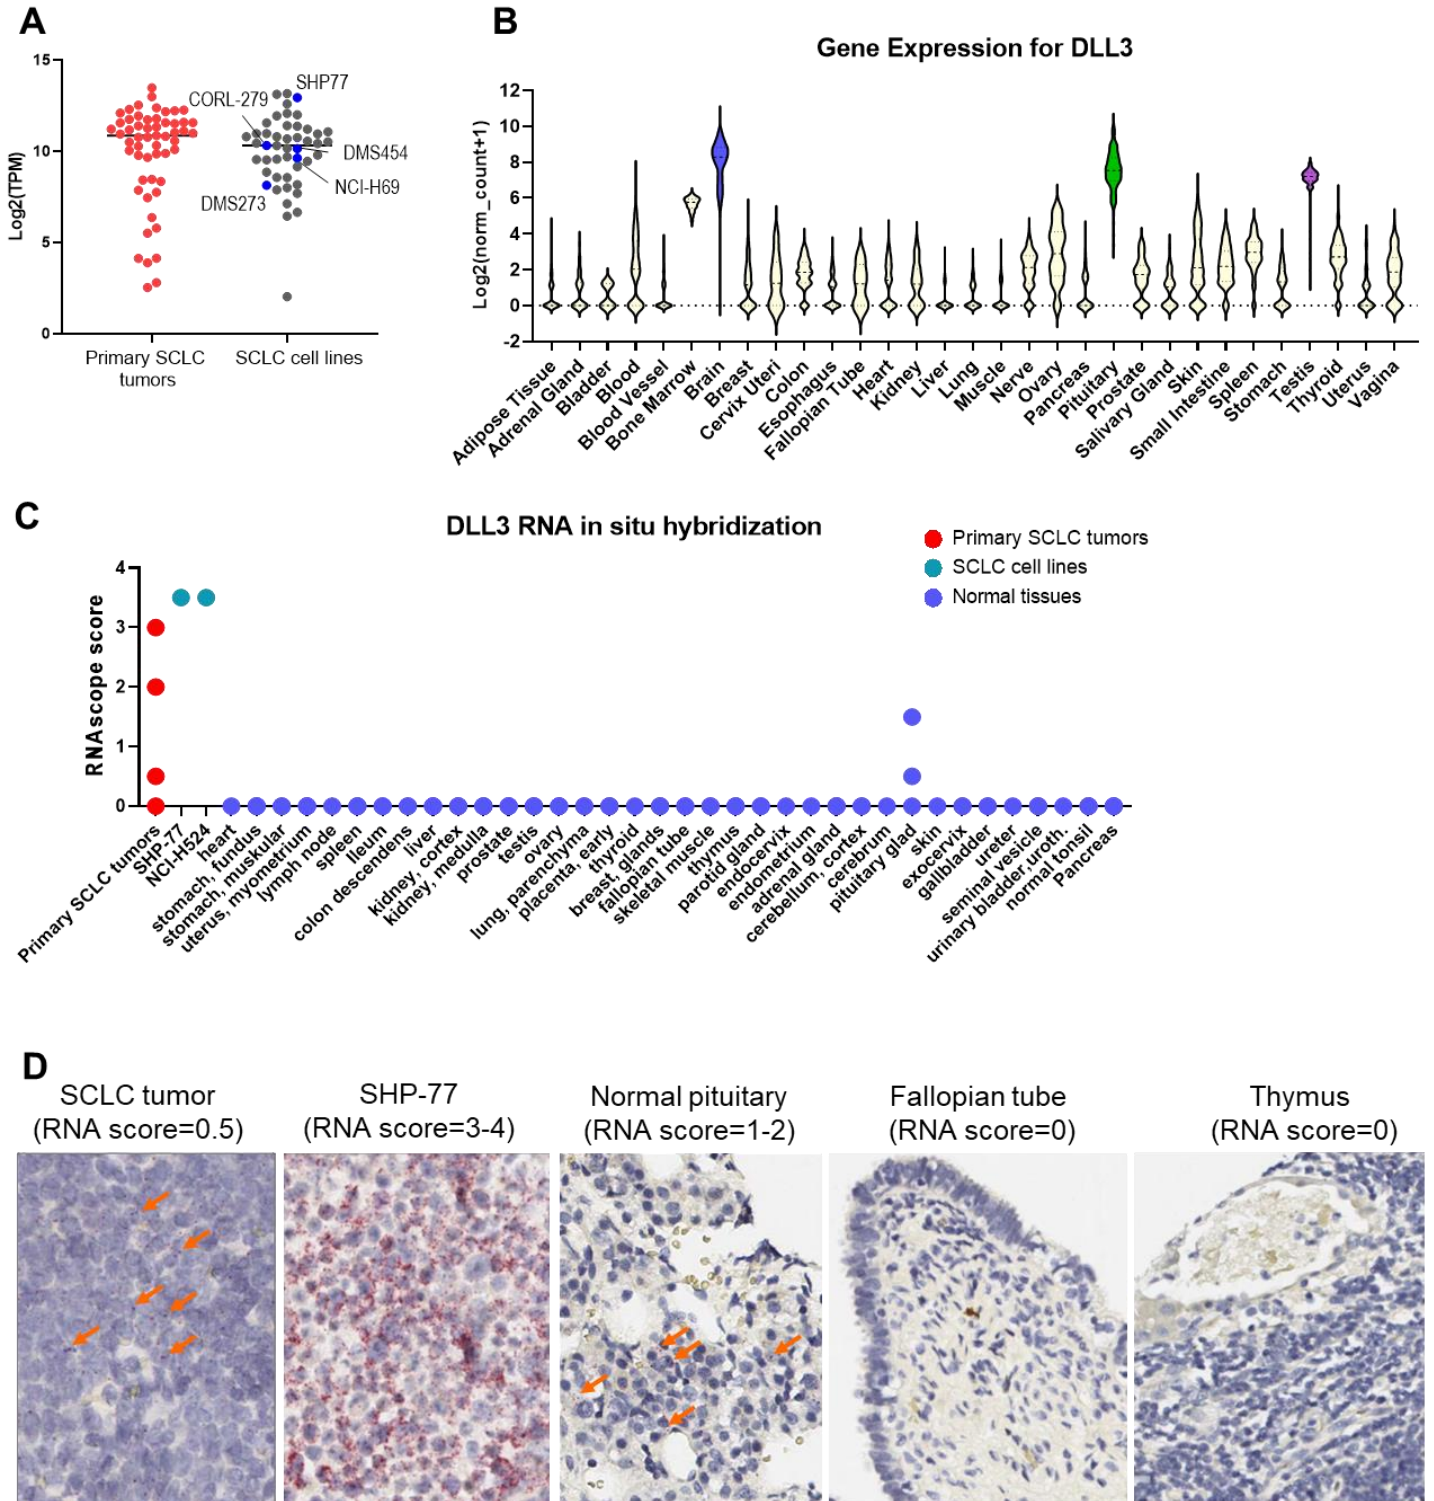 A
15
10
5
0
Log2(TPM)
SHP77
CORL-279
DMS454
NCI-H69
DMS273
Primary SCLC
tumors
SCLC cell lines
B
Gene Expression for DLL3
12
10
8
6
4
2
0
-2
Log2(norm_count+1)
Adipose Tissue
Adrenal Gland
Bladder
Blood
Blood Vessel
Bone Marrow
Brain
Breast
Cervix Uteri
Colon
Esophagus
Fallopian Tube
Heart
Kidney
Liver
Lung
Muscle
Nerve
Ovary
Pancreas
Pituitary
Prostate
Salivary Gland
Skin
Small Intestine
Spleen
Stomach
Testis
Thyroid
Uterus
Vagina
C
DLL3 RNA in situ hybridization
Primary SCLC tumors
SCLC cell lines
Normal tissues
4
3
2
1
0
RNAscope score
Primary SCLC tumors
SHP-77
NCI-H524
heart
stomach, fundus
stomach, muskular
uterus, myometrium
lymph node
spleen
Ileum
colon descendens
liver
kidney, cortex
kidney, medulla
prostate
testis
ovary
lung, parenchyma
placenta, early
thyroid
breast, glands
fallopian tube
skeletal muscle
thymus
parotid gland
endocervix
endometrium
adrenal gland
cerebellum, cortex
cerebrum
pituitary glad
skin
exocervix
gallbladder
ureter
seminal vesicle
urinary bladder,uroth.
normal tonsil
Pancreas
D
SCLC tumor
(RNA score=0.5)
SHP-77
(RNA score=3-4)
Normal pituitary
(RNA score=1-2)
Fallopian tube
(RNA score=0)
Thymus
(RNA score=0)